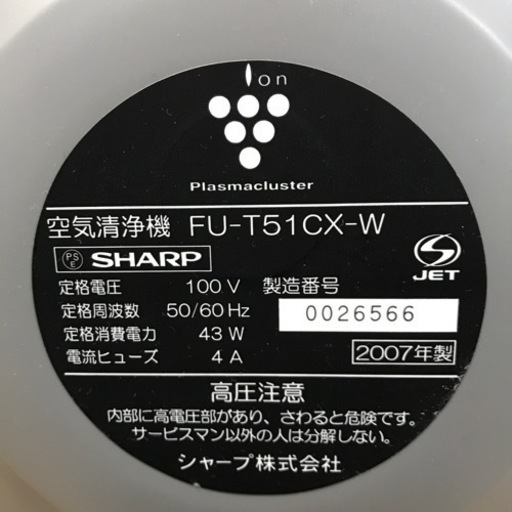 Ion
Plasmacluster
空気清浄機 FU-T51CX-W
PSE SHARP
JET
定格電圧 100 V 製造番号
定格周波数 50/60 Hz 0026566
定格消費電力 43 W
電流ヒューズ 4 A 2007年製
高圧注意
内部に高電圧部があり、さわると危険です。
サービスマン以外の人は分解しない。
シャープ株式会社